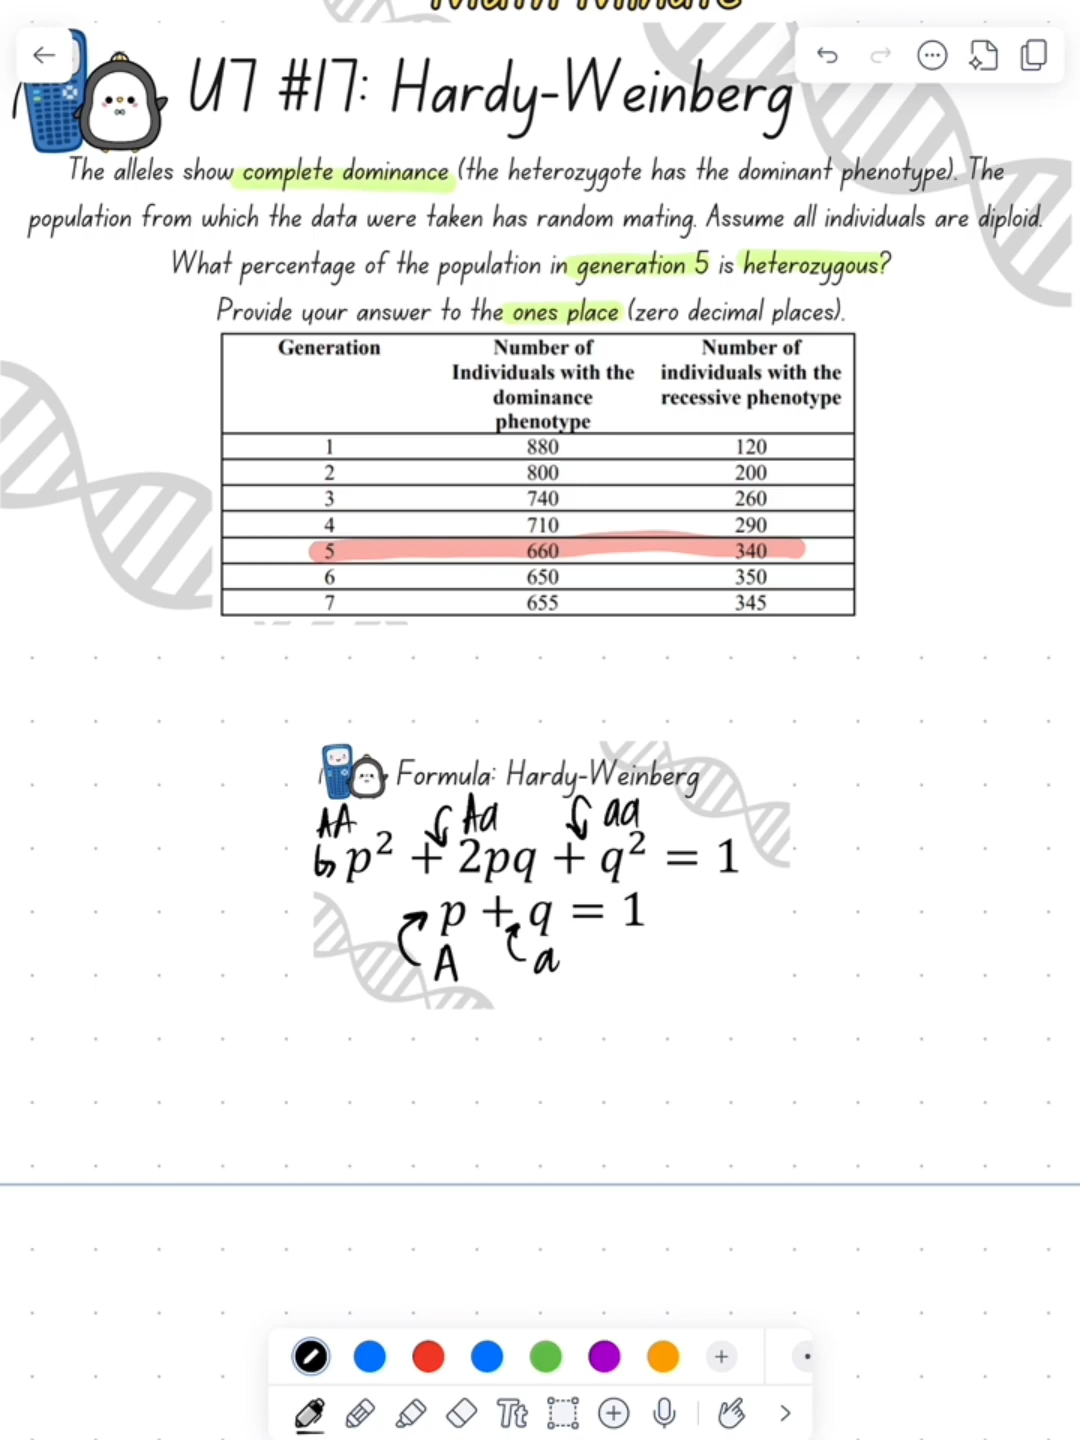 U7 #17: Hardy-Weinberg
The alleles show complete dominance (the heterozygote has the dominant phenotype). The
population from which the data were taken has random mating. Assume all individuals are diploid.
What percentage of the population in generation 5 is heterozygous?
Provide your answer to the ones place (zero decimal places).
Generation Number of Individuals with the dominance phenotype Number of individuals with the recessive phenotype
1 880 120
2 800 200
3 740 260
4 710 290
5 660 340
6 650 350
7 655 345
Formula: Hardy-Weinberg
AA Aa aa
p² + 2pq + q² = 1
p + q = 1
A a
Tt